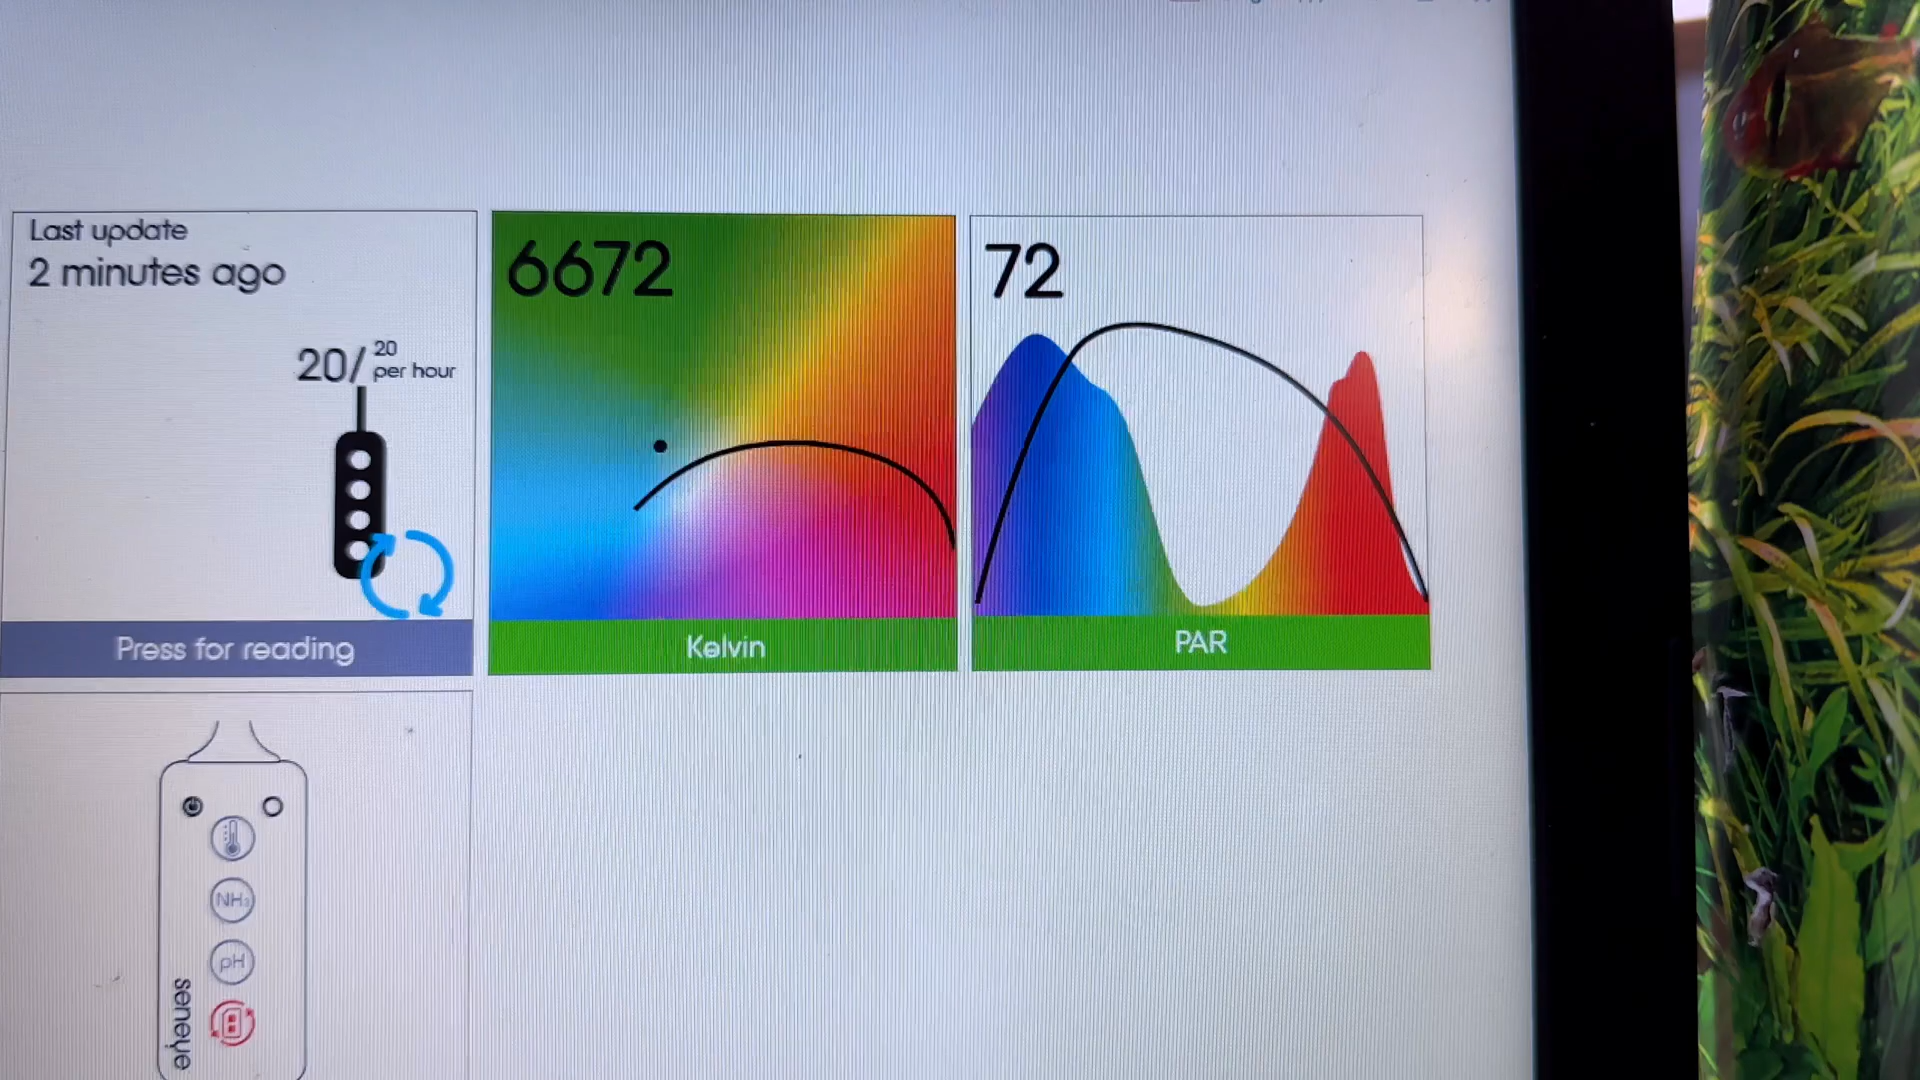 Last update
2 minutes ago
20/ 20
per hour
Press for reading
6672
Kelvin
72
PAR
NH₃
pH
seneye